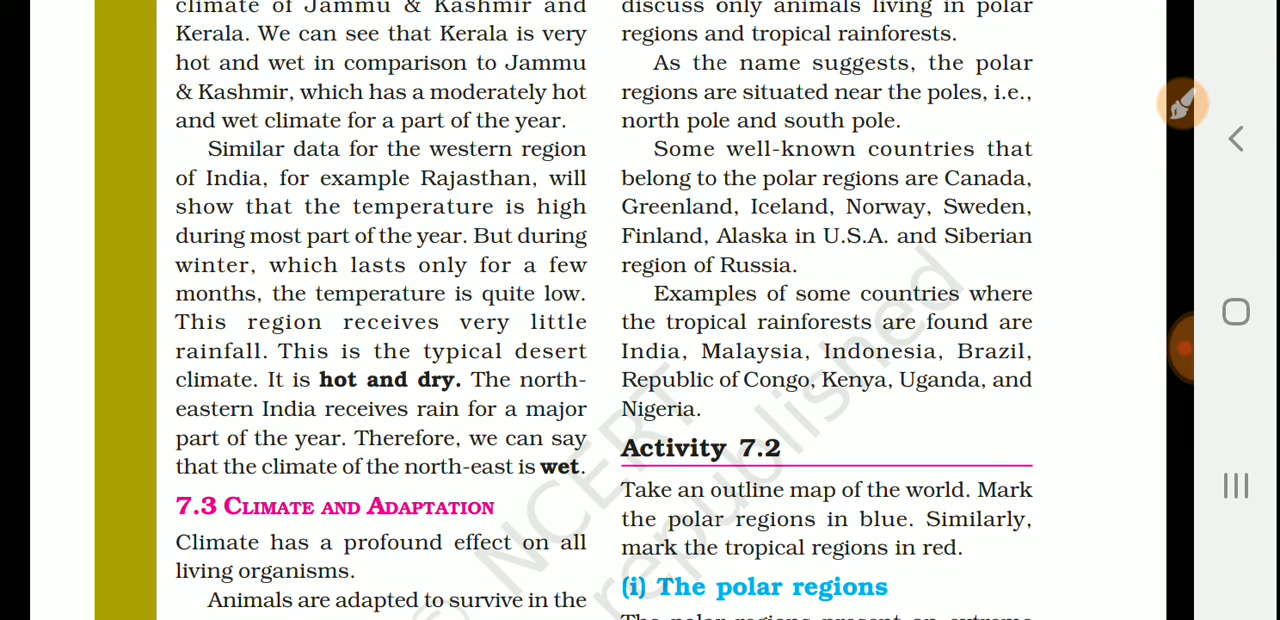 climate of Jammu & Kashmir and
Kerala. We can see that Kerala is very
hot and wet in comparison to Jammu
& Kashmir, which has a moderately hot
and wet climate for a part of the year.
Similar data for the western region
of India, for example Rajasthan, will
show that the temperature is high
during most part of the year. But during
winter, which lasts only for a few
months, the temperature is quite low.
This region receives very little
rainfall. This is the typical desert
climate. It is hot and dry. The north-
eastern India receives rain for a major
part of the year. Therefore, we can say
that the climate of the north-east is wet.
7.3 CLIMATE AND ADAPTATION
Climate has a profound effect on all
living organisms.
Animals are adapted to survive in the
discuss only animals living in polar
regions and tropical rainforests.
As the name suggests, the polar
regions are situated near the poles, i.e.,
north pole and south pole.
Some well-known countries that
belong to the polar regions are Canada,
Greenland, Iceland, Norway, Sweden,
Finland, Alaska in U.S.A. and Siberian
region of Russia.
Examples of some countries where
the tropical rainforests are found are
India, Malaysia, Indonesia, Brazil,
Republic of Congo, Kenya, Uganda, and
Nigeria.
Activity 7.2
Take an outline map of the world. Mark
the polar regions in blue. Similarly,
mark the tropical regions in red.
(i) The polar regions
The polar regions present an extreme
© NCERT
republished